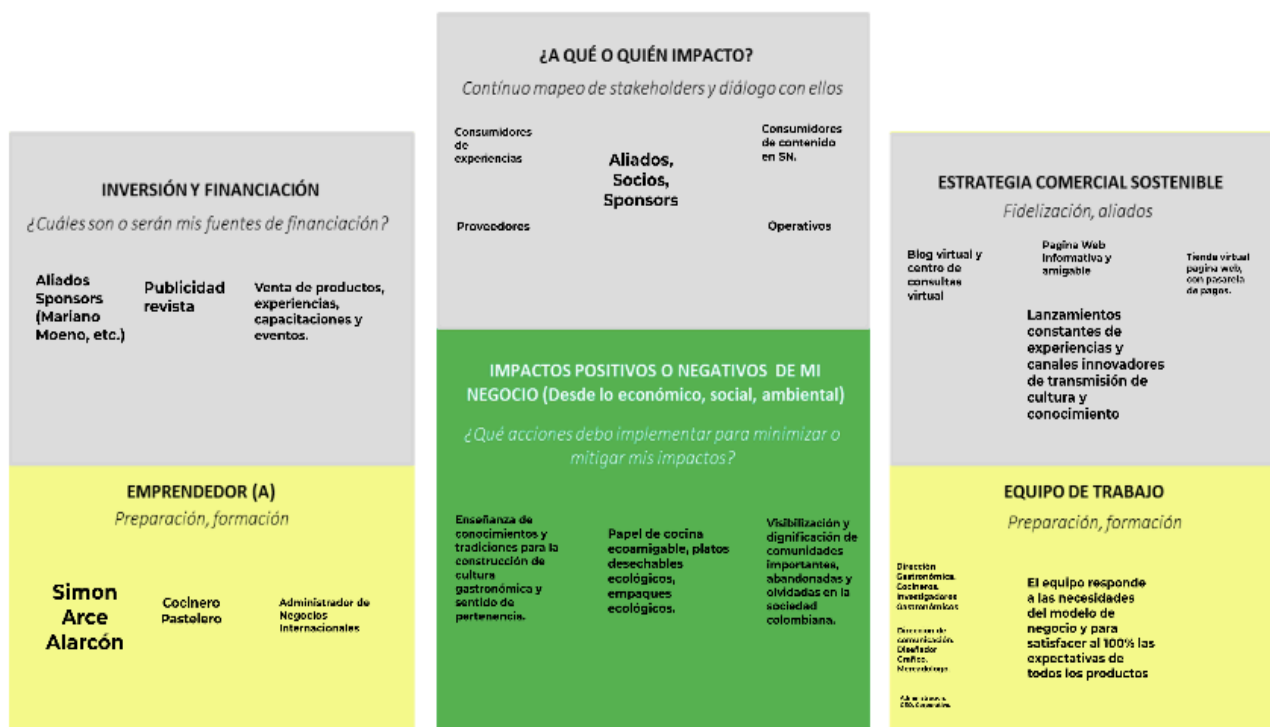 INVERSIÓN Y FINANCIACIÓN
¿Cuáles son o serán mis fuentes de financiación?
Aliados
Sponsors
(Mariano
Moeno, etc.)
Publicidad
revista
Venta de productos,
experiencias,
capacitaciones y
eventos.
EMPRENDEDOR (A)
Preparación, formación
Simon
Arce
Alarcón
Cocinero
Pastelero
Administrador de
Negocios
Internacionales
¿A QUÉ O QUIÉN IMPACTO?
Contínuo mapeo de stakeholders y diálogo con ellos
Consumidores
de
experiencias
Aliados,
Socios,
Sponsors
Consumidores
de contenido
en SN.
Proveedores
Operativos
IMPACTOS POSITIVOS O NEGATIVOS DE MI
NEGOCIO (Desde lo económico, social, ambiental)
¿Qué acciones debo implementar para minimizar o
mitigar mis impactos?
Enseñanza de
conocimientos y
tradiciones para la
construcción de
cultura
gastronómica y
sentido de
pertenencia.
Papel de cocina
ecoamigable, platos
desechables
ecológicos,
empaques
ecológicos.
Visibilización y
dignificación de
comunidades
importantes,
abandonadas y
olvidadas en la
sociedad
colombiana.
ESTRATEGIA COMERCIAL SOSTENIBLE
Fidelización, aliados
Blog virtual y
centro de
consultas
virtual
Pagina Web
Informativa y
amigable
Tienda virtual
pagina web,
con pasarela
de pagos.
Lanzamientos
constantes de
experiencias y
canales innovadores
de transmisión de
cultura y
conocimiento
EQUIPO DE TRABAJO
Preparación, formación
Dirección
Gastronómica.
Cocineros.
Investigadores
Gastronómicos
Dirección de
comunicación.
Diseñador
Grafico.
Mercadólogo.
El equipo responde
a las necesidades
del modelo de
negocio y para
satisfacer al 100% las
expectativas de
todos los productos